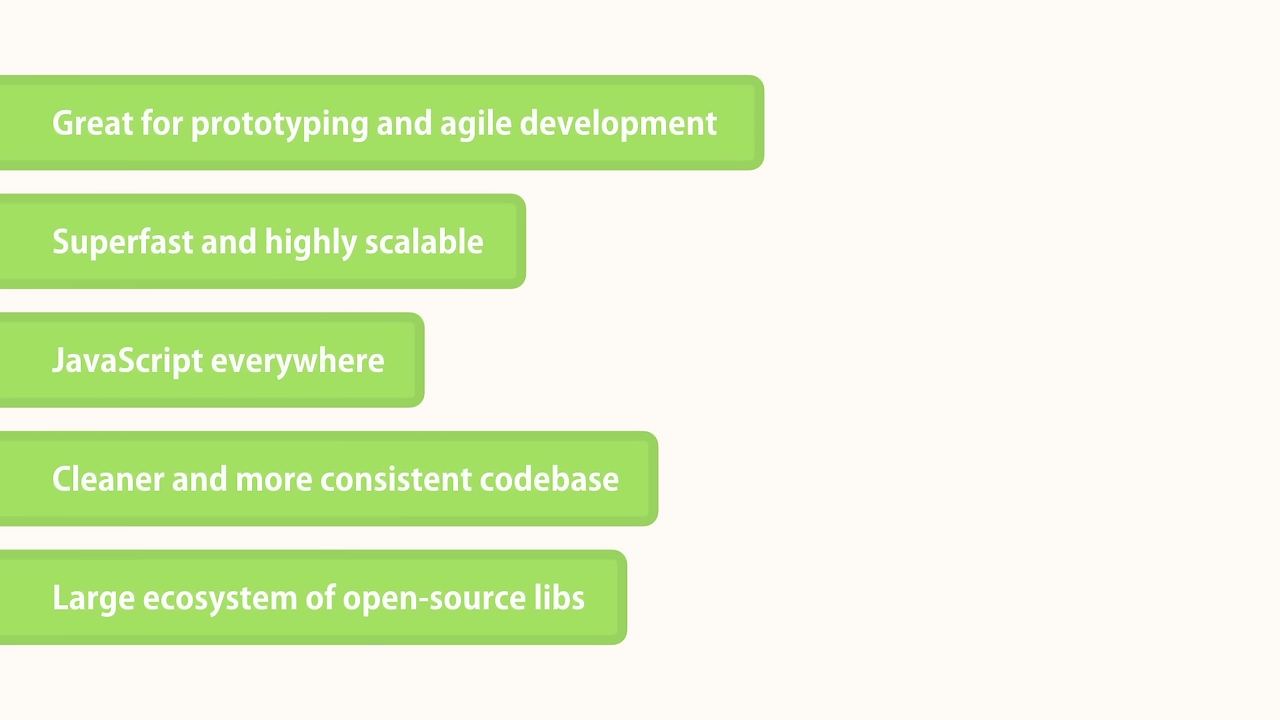 Great for prototyping and agile development
Superfast and highly scalable
JavaScript everywhere
Cleaner and more consistent codebase
Large ecosystem of open-source libs